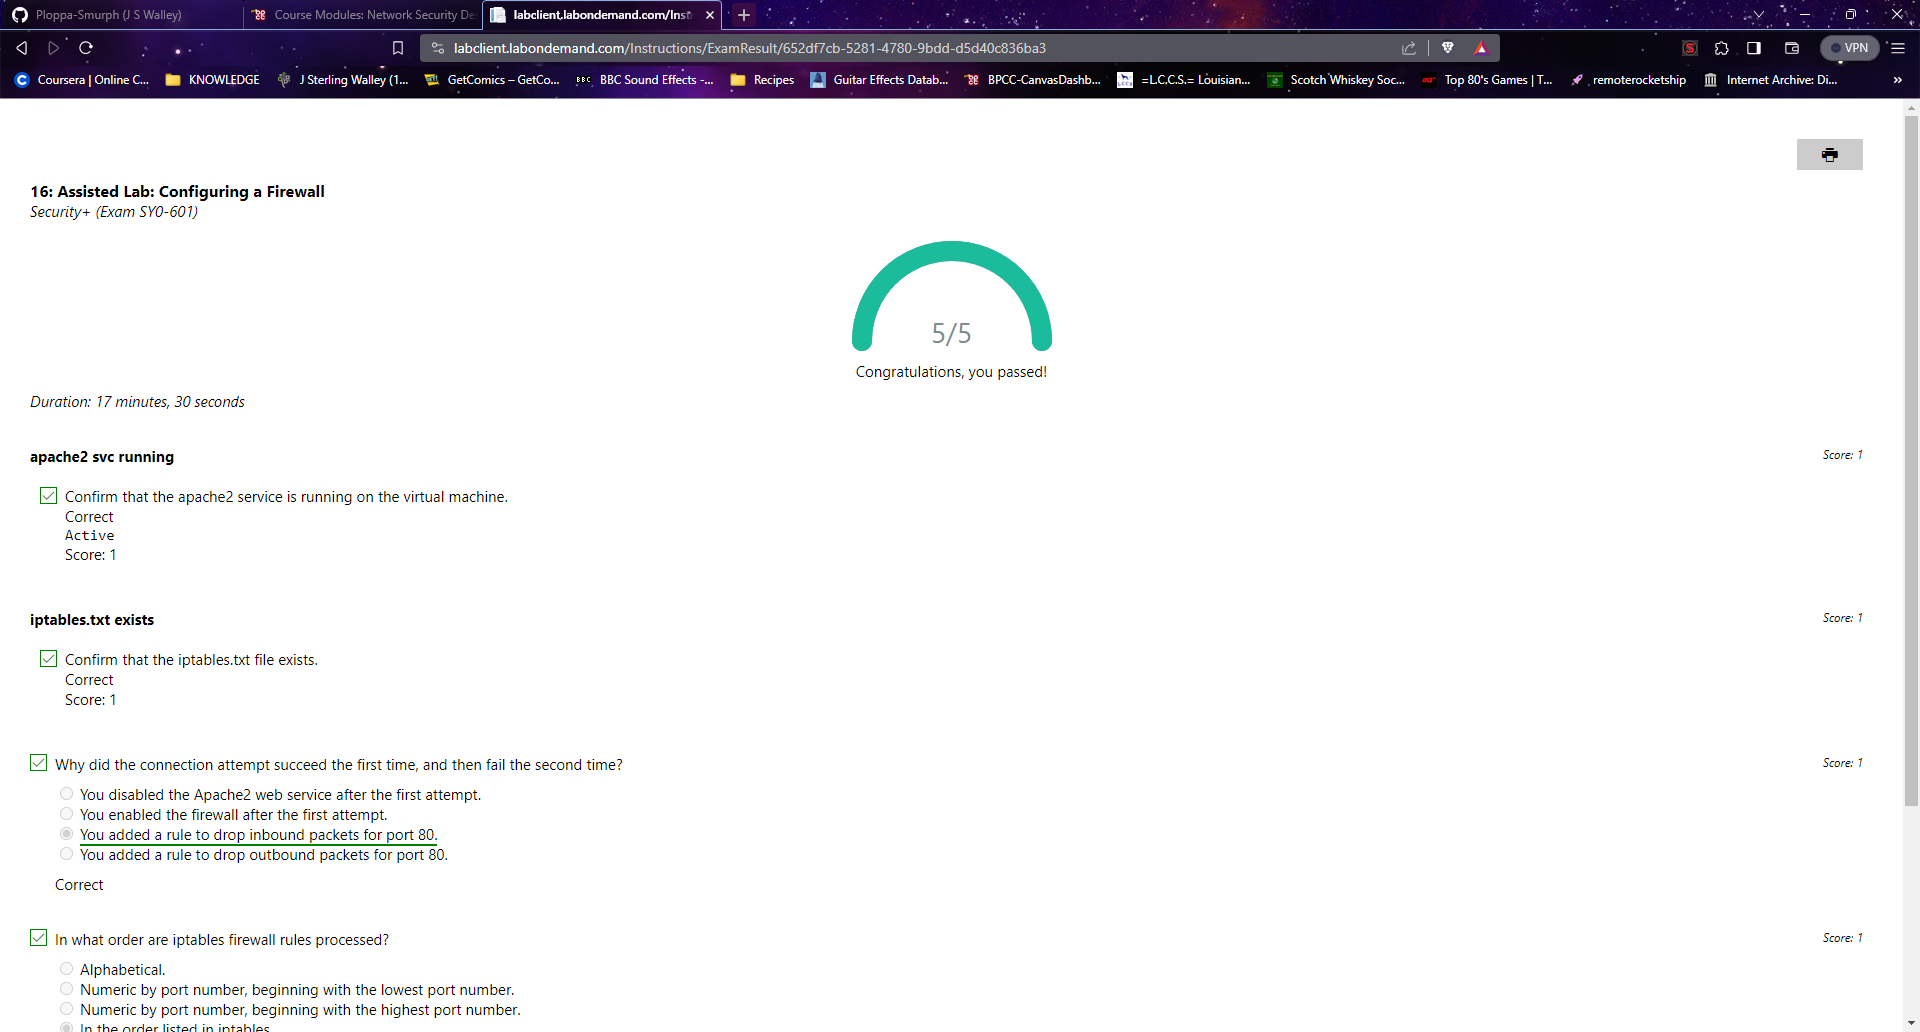 Ploppa-Smurph (J S Walley)
Course Modules: Network Security De
labclient.labondemand.com/Inst
labclient.labondemand.com/Instructions/ExamResult/652df7cb-5281-4780-9bdd-d5d40c836ba3
VPN
Coursera | Online C...
KNOWLEDGE
J Sterling Walley (1...
GetComics – GetCo...
BBC
BBC Sound Effects -...
Recipes
Guitar Effects Datab...
BPCC-CanvasDashb...
=L.C,C.S.= Louisian...
Scotch Whiskey Soc...
Top 80's Games | T...
remoterocketship
Internet Archive: Di...
16: Assisted Lab: Configuring a Firewall
Security+ (Exam SY0-601)
5/5
Congratulations, you passed!
Duration: 17 minutes, 30 seconds
apache2 svc running
Score: 1
Confirm that the apache2 service is running on the virtual machine.
Correct
Active
Score: 1
iptables.txt exists
Score: 1
Confirm that the iptables.txt file exists.
Correct
Score: 1
Why did the connection attempt succeed the first time, and then fail the second time?
Score: 1
You disabled the Apache2 web service after the first attempt.
You enabled the firewall after the first attempt.
You added a rule to drop inbound packets for port 80.
You added a rule to drop outbound packets for port 80.
Correct
In what order are iptables firewall rules processed?
Score: 1
Alphabetical.
Numeric by port number, beginning with the lowest port number.
Numeric by port number, beginning with the highest port number.
In the order listed in iptables